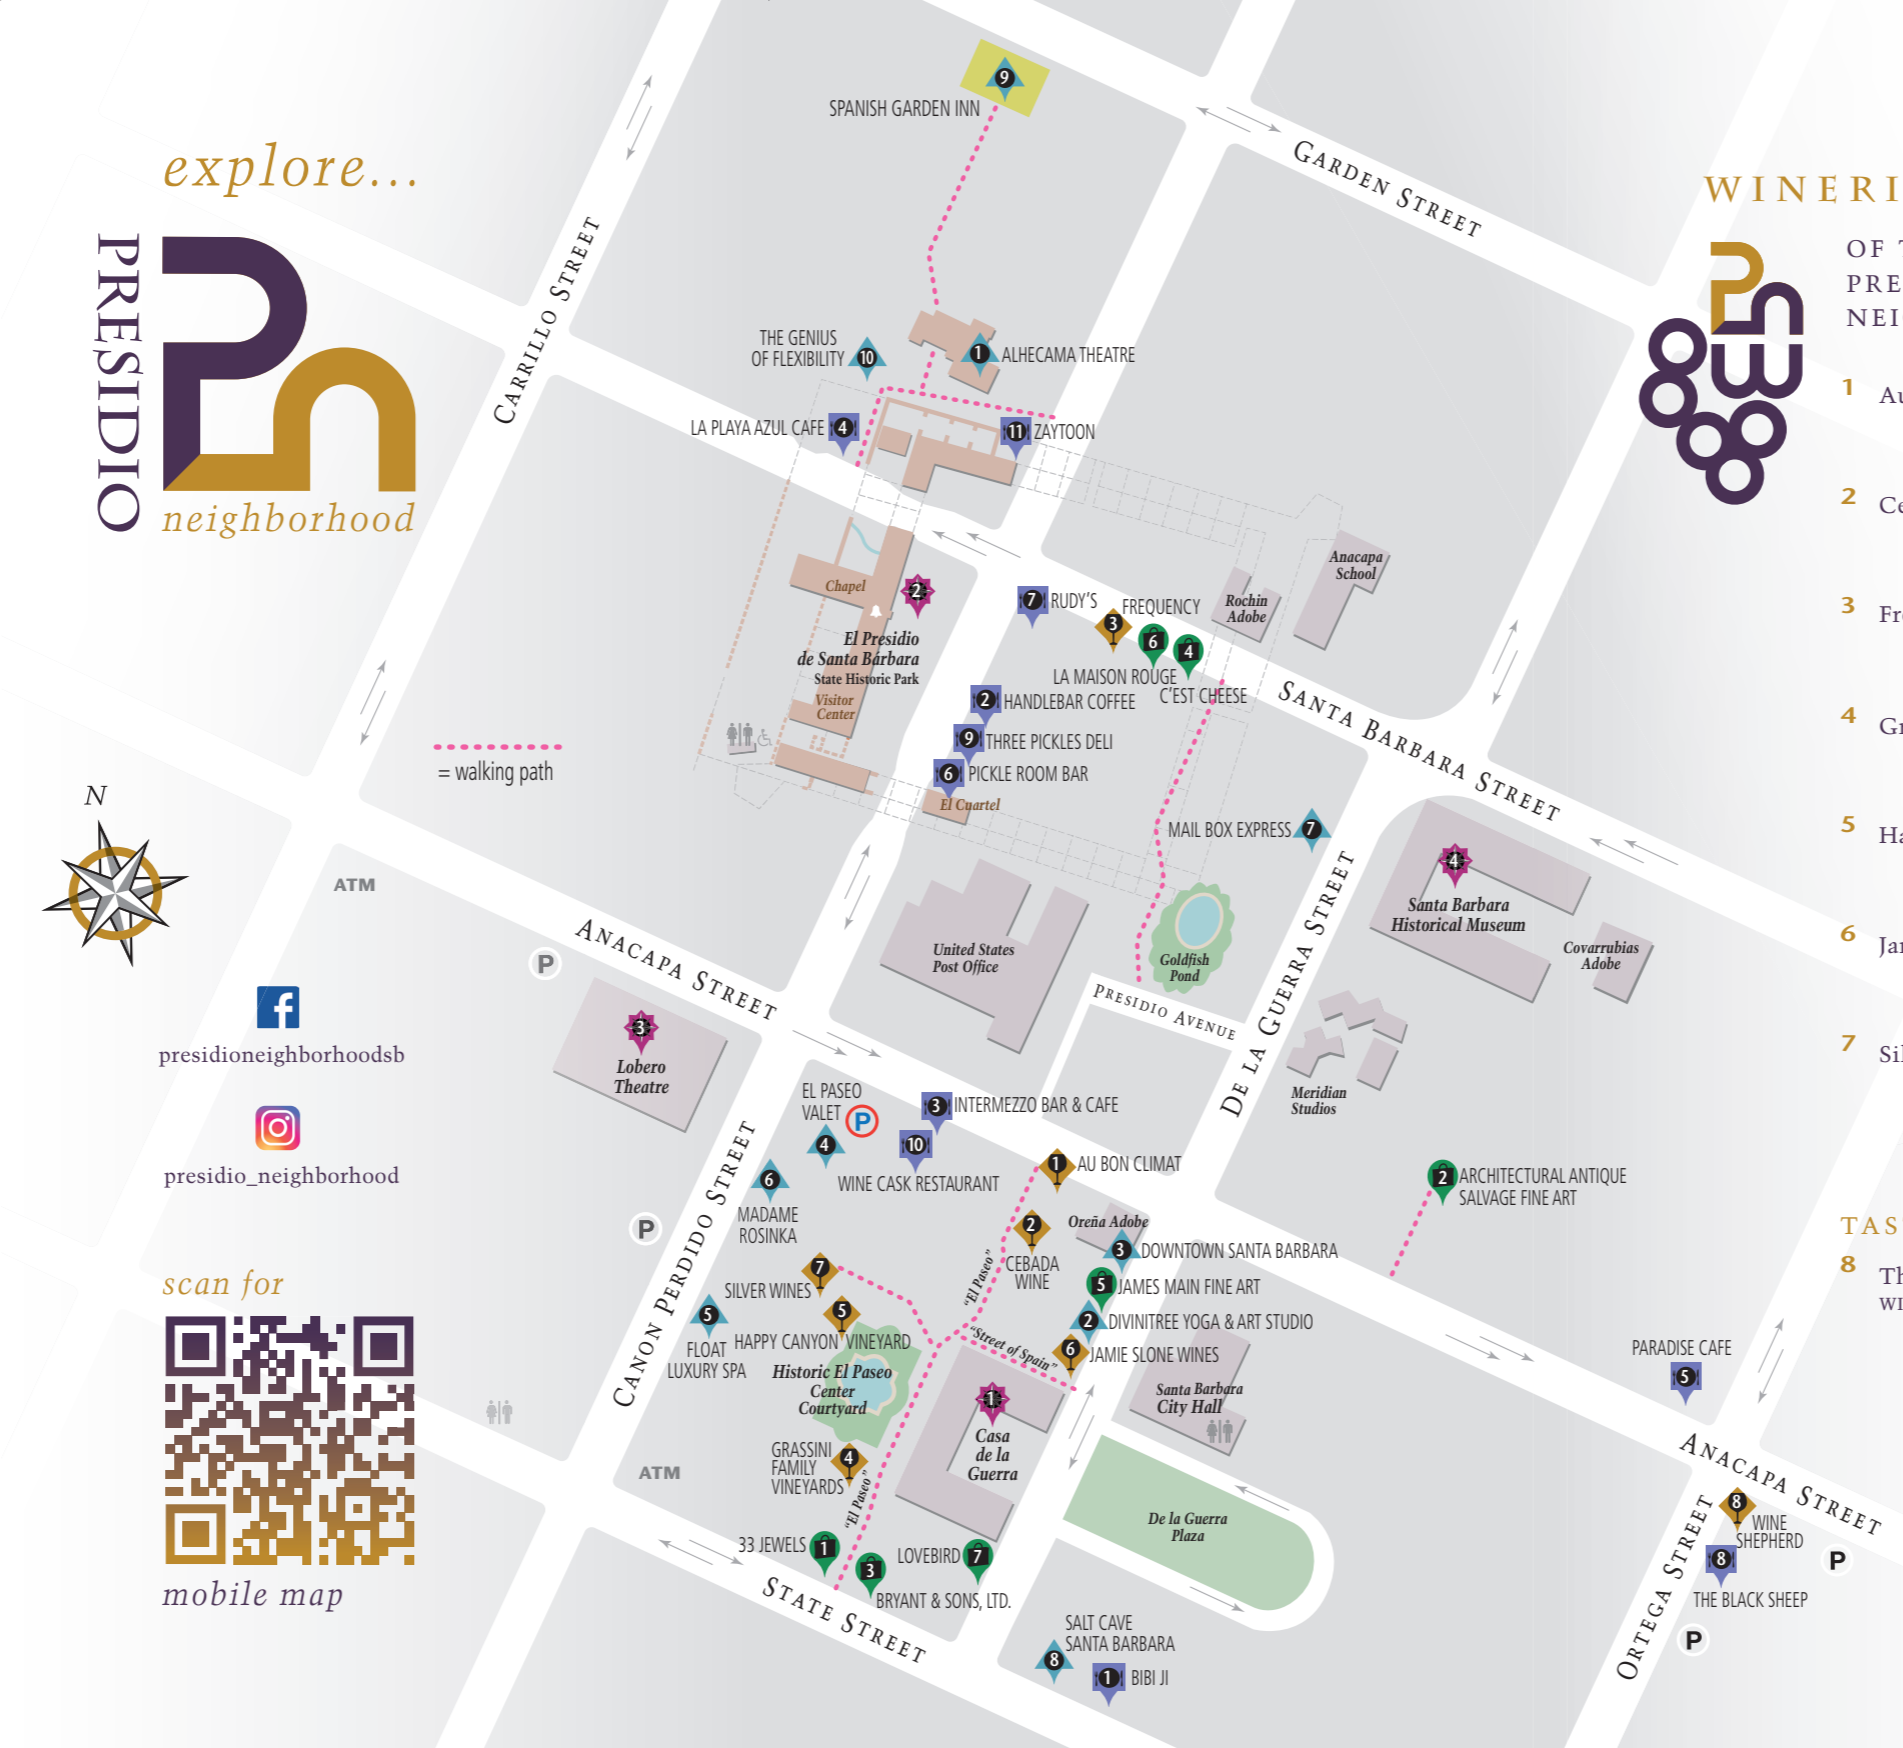 explore...
PRESIDIO
Pn
neighborhood
N
= walking path
presidioneighborhoodsb
presidio_neighborhood
scan for
mobile map
9
SPANISH GARDEN INN
GARDEN STREET
CARRILLO STREET
THE GENIUS
OF FLEXIBILITY
10
1
ALHECAMA THEATRE
LA PLAYA AZUL CAFE
4
11
ZAYTOON
Chapel
2
El Presidio
de Santa Bárbara
State Historic Park
Visitor
Center
7
RUDY'S
FREQUENCY
3
6
4
LA MAISON ROUGE
C'EST CHEESE
Rochin
Adobe
Anacapa
School
SANTA BARBARA STREET
2
HANDLEBAR COFFEE
9
THREE PICKLES DELI
6
PICKLE ROOM BAR
El Cuartel
MAIL BOX EXPRESS
7
4
Santa Barbara
Historical Museum
Covarrubias
Adobe
ATM
P
ANACAPA STREET
United States
Post Office
Goldfish
Pond
PRESIDIO AVENUE
DE LA GUERRA STREET
Meridian
Studios
3
Lobero
Theatre
EL PASEO
VALET
P
4
3
INTERMEZZO BAR & CAFE
10
WINE CASK RESTAURANT
6
MADAME
ROSINKA
P
CANON PERDIDO STREET
1
AU BON CLIMAT
2
CEBADA
WINE
Oreña Adobe
3
DOWNTOWN SANTA BARBARA
5
JAMES MAIN FINE ART
2
DIVINITREE YOGA & ART STUDIO
6
JAMIE SLONE WINES
2
ARCHITECTURAL ANTIQUE
SALVAGE FINE ART
7
SILVER WINES
5
HAPPY CANYON VINEYARD
5
FLOAT
LUXURY SPA
"El Paseo"
"Street of Spain"
Historic El Paseo
Center
Courtyard
1
Casa
de la
Guerra
Santa Barbara
City Hall
De la Guerra
Plaza
ATM
GRASSINI
FAMILY
VINEYARDS
4
"El Paseo"
33 JEWELS
1
3
BRYANT & SONS, LTD.
LOVEBIRD
7
STATE STREET
SALT CAVE
SANTA BARBARA
8
1
BIBI JI
PARADISE CAFE
5
ANACAPA STREET
ORTEGA STREET
8
WINE
SHEPHERD
8
THE BLACK SHEEP
P
P
WINERI
OF T
PRE
NEI
1 Au
2 Ce
3 Fr
4 Gr
5 Ha
6 Jar
7 Sil
TAS
8 Th
WI